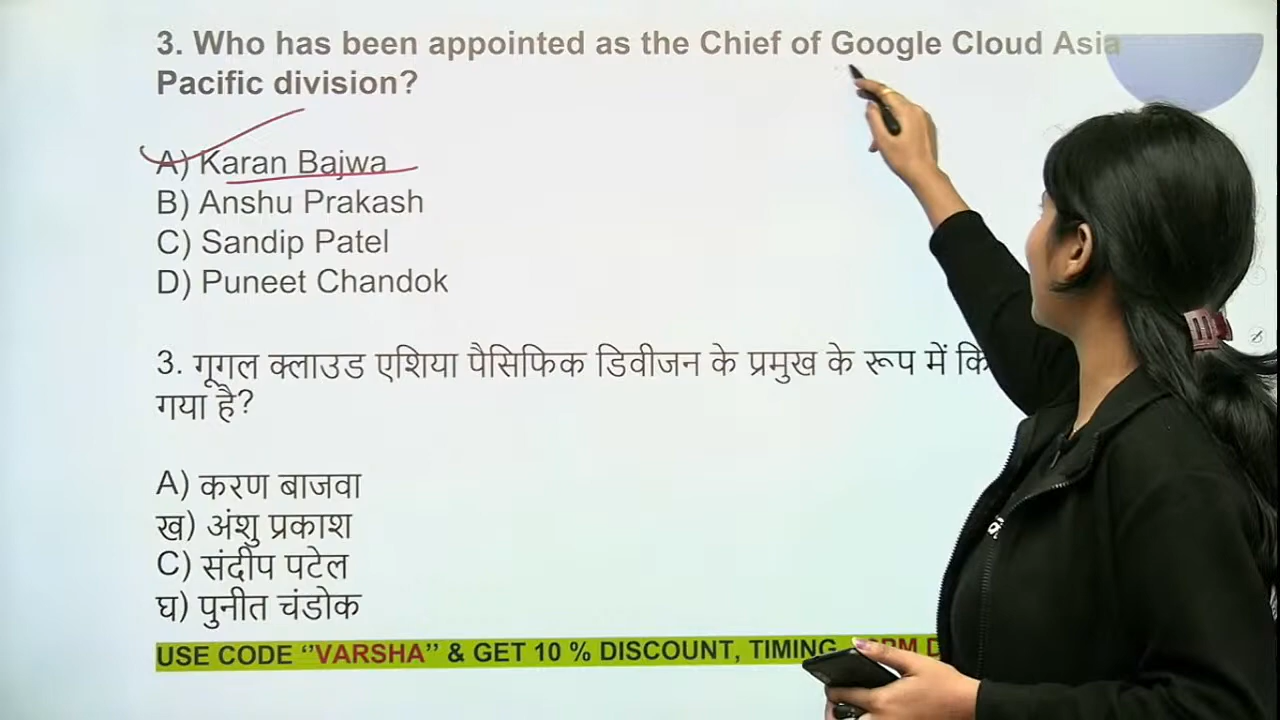 3. Who has been appointed as the Chief of Google Cloud Asia
Pacific division?
A) Karan Bajwa
B) Anshu Prakash
C) Sandip Patel
D) Puneet Chandok
3. गूगल क्लाउड एशिया पैसिफिक डिवीजन के प्रमुख के रूप में
गया है?
A) करण बाजवा
ख) अंशु प्रकाश
C) संदीप पटेल
घ) पुनीत चंडोक
USE CODE ‘’VARSHA’’ & GET 10 % DISCOUNT, TIMING